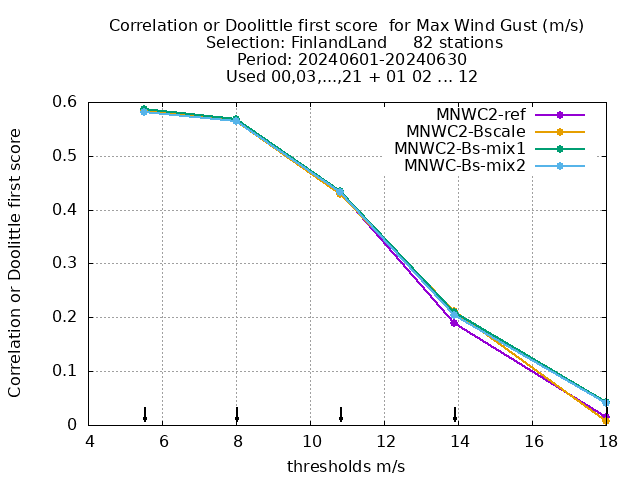 Correlation or Doolittle first score  for Max Wind Gust (m/s)
Selection: FinlandLand     82 stations
Period: 20240601-20240630
Used 00,03,...,21 + 01 02 ... 12
Correlation or Doolittle first score
0.6
0.5
0.4
0.3
0.2
0.1
0
MNWC2-ref
MNWC2-Bscale
MNWC2-Bs-mix1
MNWC-Bs-mix2
4 6 8 10 12 14 16 18
thresholds m/s